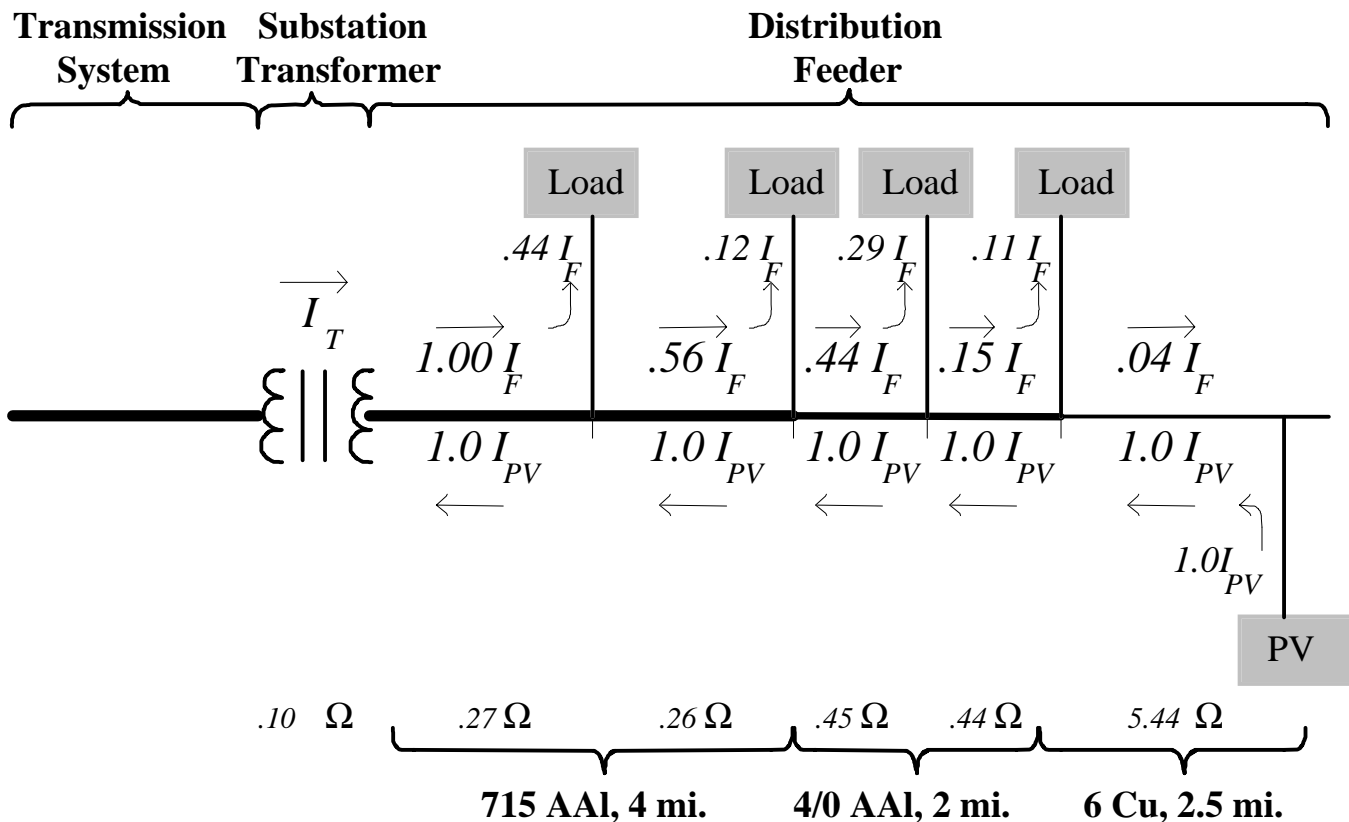 Transmission System
Substation Transformer
Distribution Feeder
Load
Load
Load
Load
.44 I_F
.12 I_F
.29 I_F
.11 I_F
I_T
1.00 I_F
.56 I_F
.44 I_F
.15 I_F
.04 I_F
1.0 I_PV
1.0 I_PV
1.0 I_PV
1.0 I_PV
1.0 I_PV
1.0I_PV
PV
.10 Ω
.27 Ω
.26 Ω
.45 Ω
.44 Ω
5.44 Ω
715 AAl, 4 mi.
4/0 AAl, 2 mi.
6 Cu, 2.5 mi.